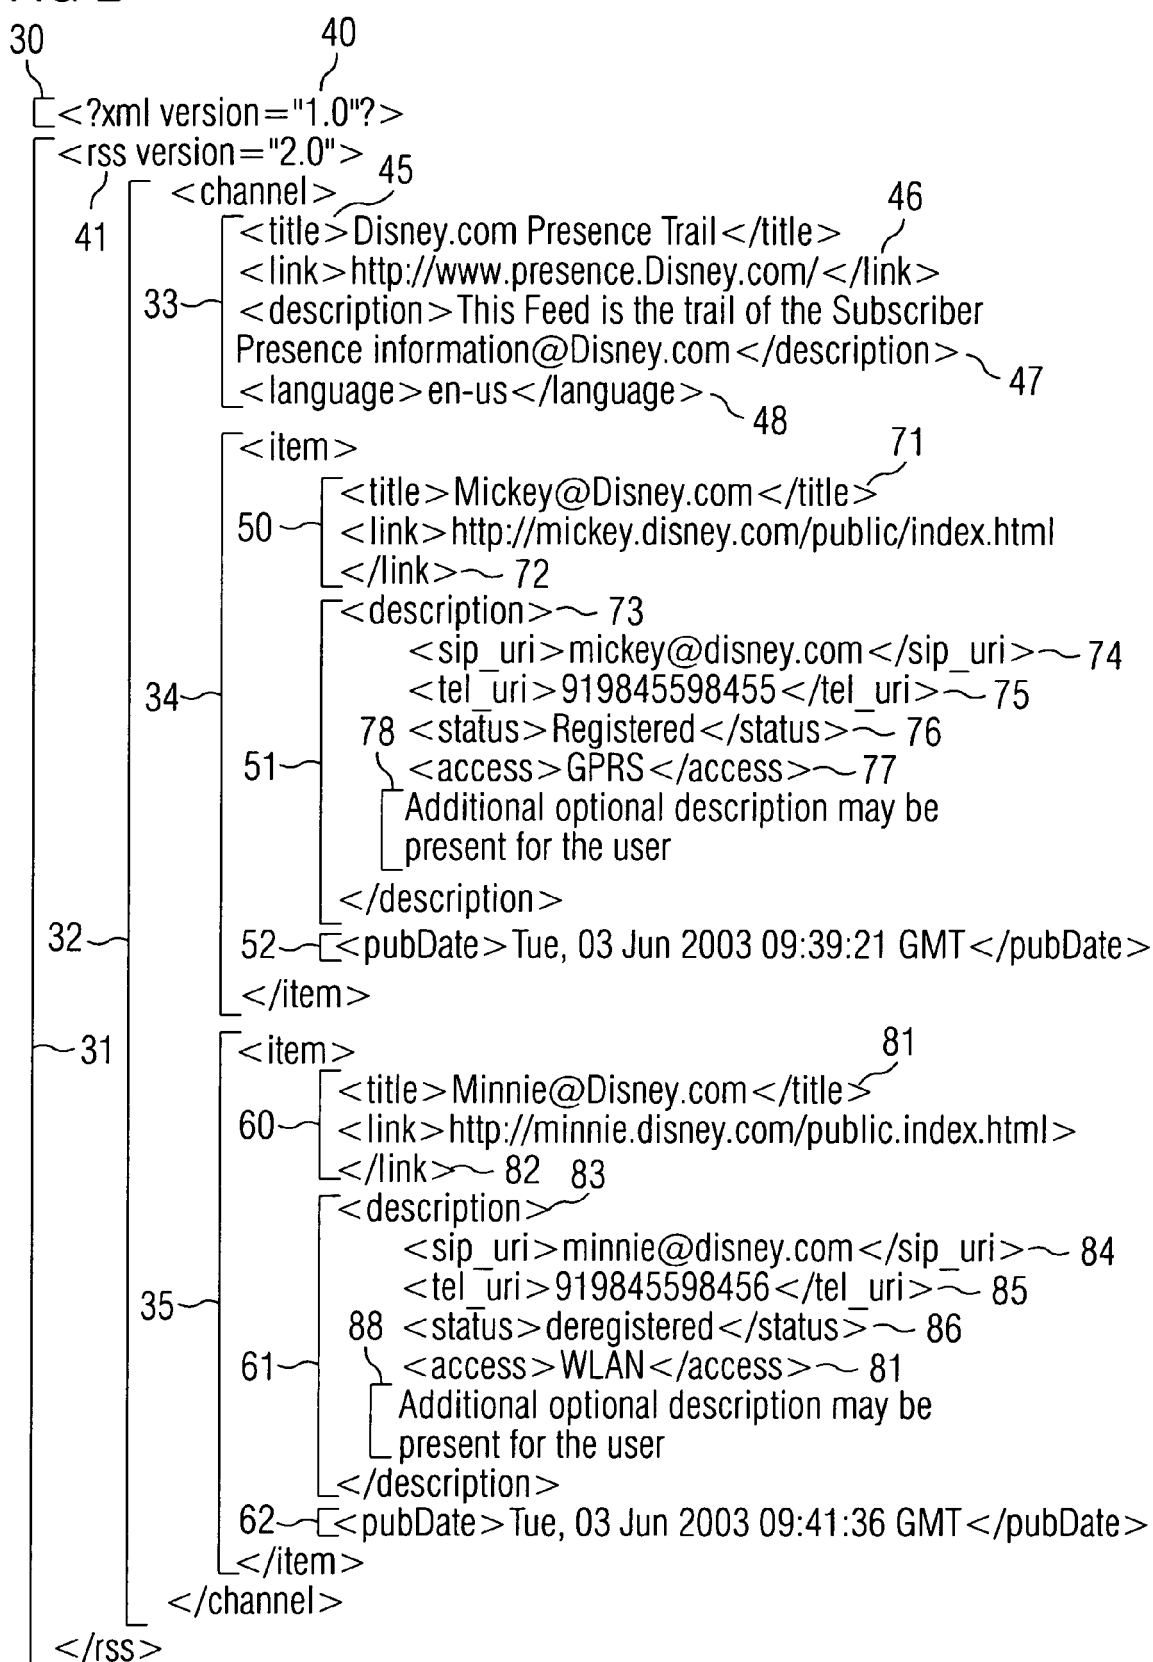 30 40
<?xml version="1.0"?>
<rss version="2.0"> 45
<channel> 46
41 <title>Disney.com Presence Trail</title>
<link>http://www.presence.Disney.com/</link>
33 <description>This Feed is the trail of the Subscriber
Presence information@Disney.com</description> 47
<language>en-us</language> 48
<item> 71
<title>Mickey@Disney.com</title>
50 <link>http://mickey.disney.com/public/index.html
</link> 72
<description> 73
<sip_uri>mickey@disney.com</sip_uri> 74
34 <tel_uri>919845598455</tel_uri> 75
78 <status>Registered</status> 76
51 <access>GPRS</access> 77
Additional optional description may be
present for the user
</description>
32 52 <pubDate>Tue, 03 Jun 2003 09:39:21 GMT</pubDate>
</item>
31 <item> 81
<title>Minnie@Disney.com</title>
60 <link>http://minnie.disney.com/public.index.html>
</link> 82 83
<description>
<sip_uri>minnie@disney.com</sip_uri> 84
35 <tel_uri>919845598456</tel_uri> 85
88 <status>deregistered</status> 86
61 <access>WLAN</access> 81
Additional optional description may be
present for the user
</description>
62 <pubDate>Tue, 03 Jun 2003 09:41:36 GMT</pubDate>
</item>
</channel>
</rss>